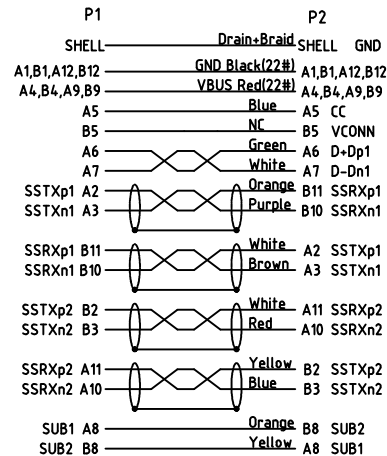 P1 P2
SHELL Drain+Braid SHELL GND
A1,B1,A12,B12 GND Black(22#) A1,B1,A12,B12
A4,B4,A9,B9 VBUS Red(22#) A4,B4,A9,B9
A5 Blue A5 CC
B5 NC B5 VCONN
A6 Green A6 D+Dp1
A7 White A7 D-Dn1
SSTXp1 A2 Orange B11 SSRXp1
SSTXn1 A3 Purple B10 SSRXn1
SSRXp1 B11 White A2 SSTXp1
SSRXn1 B10 Brown A3 SSTXn1
SSTXp2 B2 White A11 SSRXp2
SSTXn2 B3 Red A10 SSRXn2
SSRXp2 A11 Yellow B2 SSTXp2
SSRXn2 A10 Blue B3 SSTXn2
SUB1 A8 Orange B8 SUB2
SUB2 B8 Yellow A8 SUB1